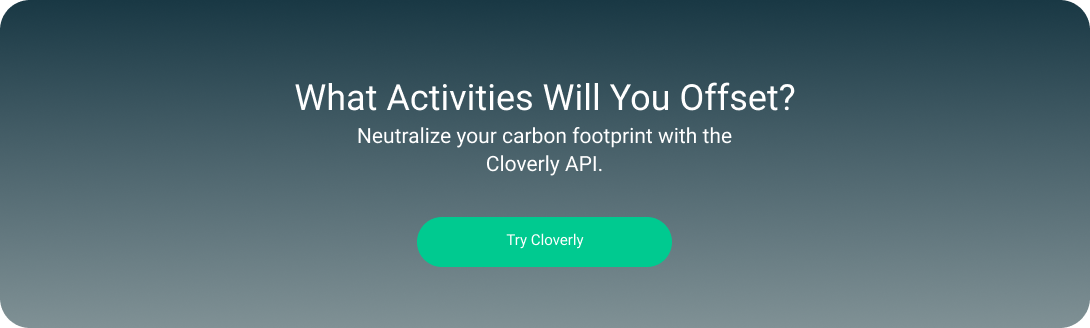 What Activities Will You Offset?
Neutralize your carbon footprint with the
Cloverly API.
Try Cloverly